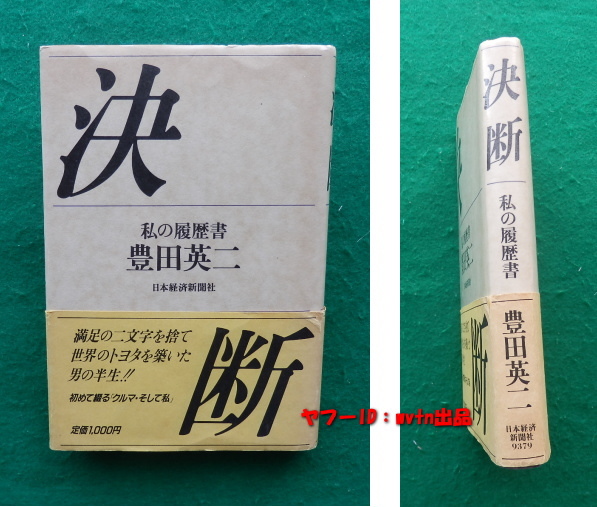 決
断
私の履歴書
豊田英二
日本経済新聞社
満足の二文字を捨て
世界のトヨタを築いた
男の半生!!
初めて綴る「クルマ・そして私」
定価1,000円
ヤフーID：mvtn出品
決断
私の履歴書
豊田英二
日本経済
新聞社
9379